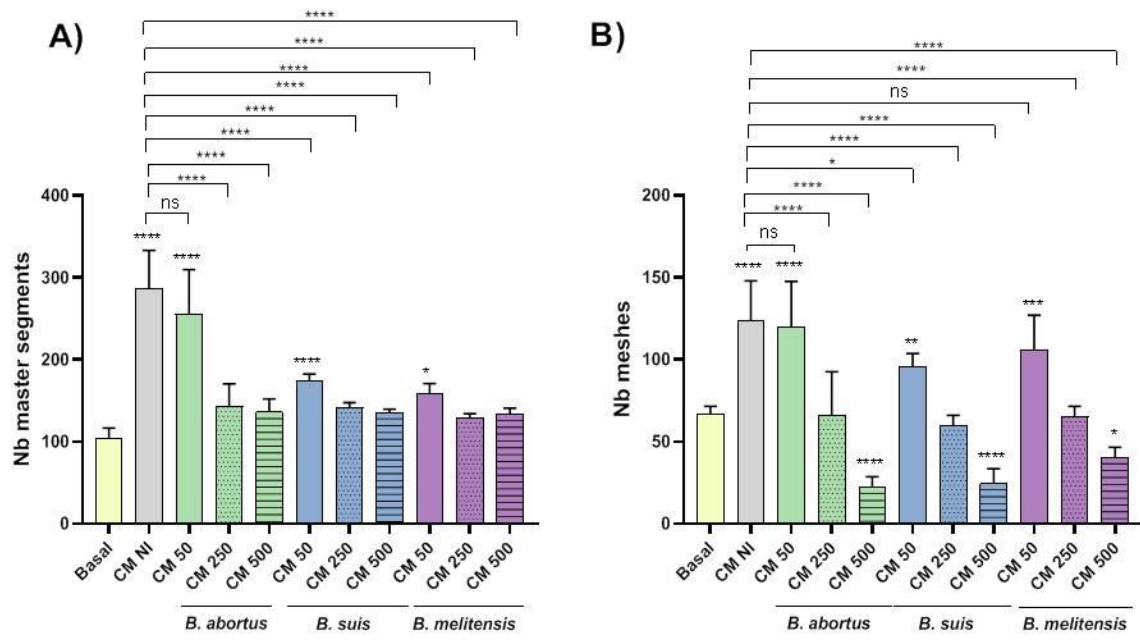 A)
****
****
****
****
****
****
****
****
ns
****
****
****
*
Nb master segments
400
300
200
100
0
Basal
CM NI
CM 50
CM 250
CM 500
CM 50
CM 250
CM 500
CM 50
CM 250
CM 500
B. abortus
B. suis
B. melitensis
B)
****
****
ns
****
****
*
****
****
ns
****
****
****
**
****
***
*
Nb meshes
200
150
100
50
0
Basal
CM NI
CM 50
CM 250
CM 500
CM 50
CM 250
CM 500
CM 50
CM 250
CM 500
B. abortus
B. suis
B. melitensis